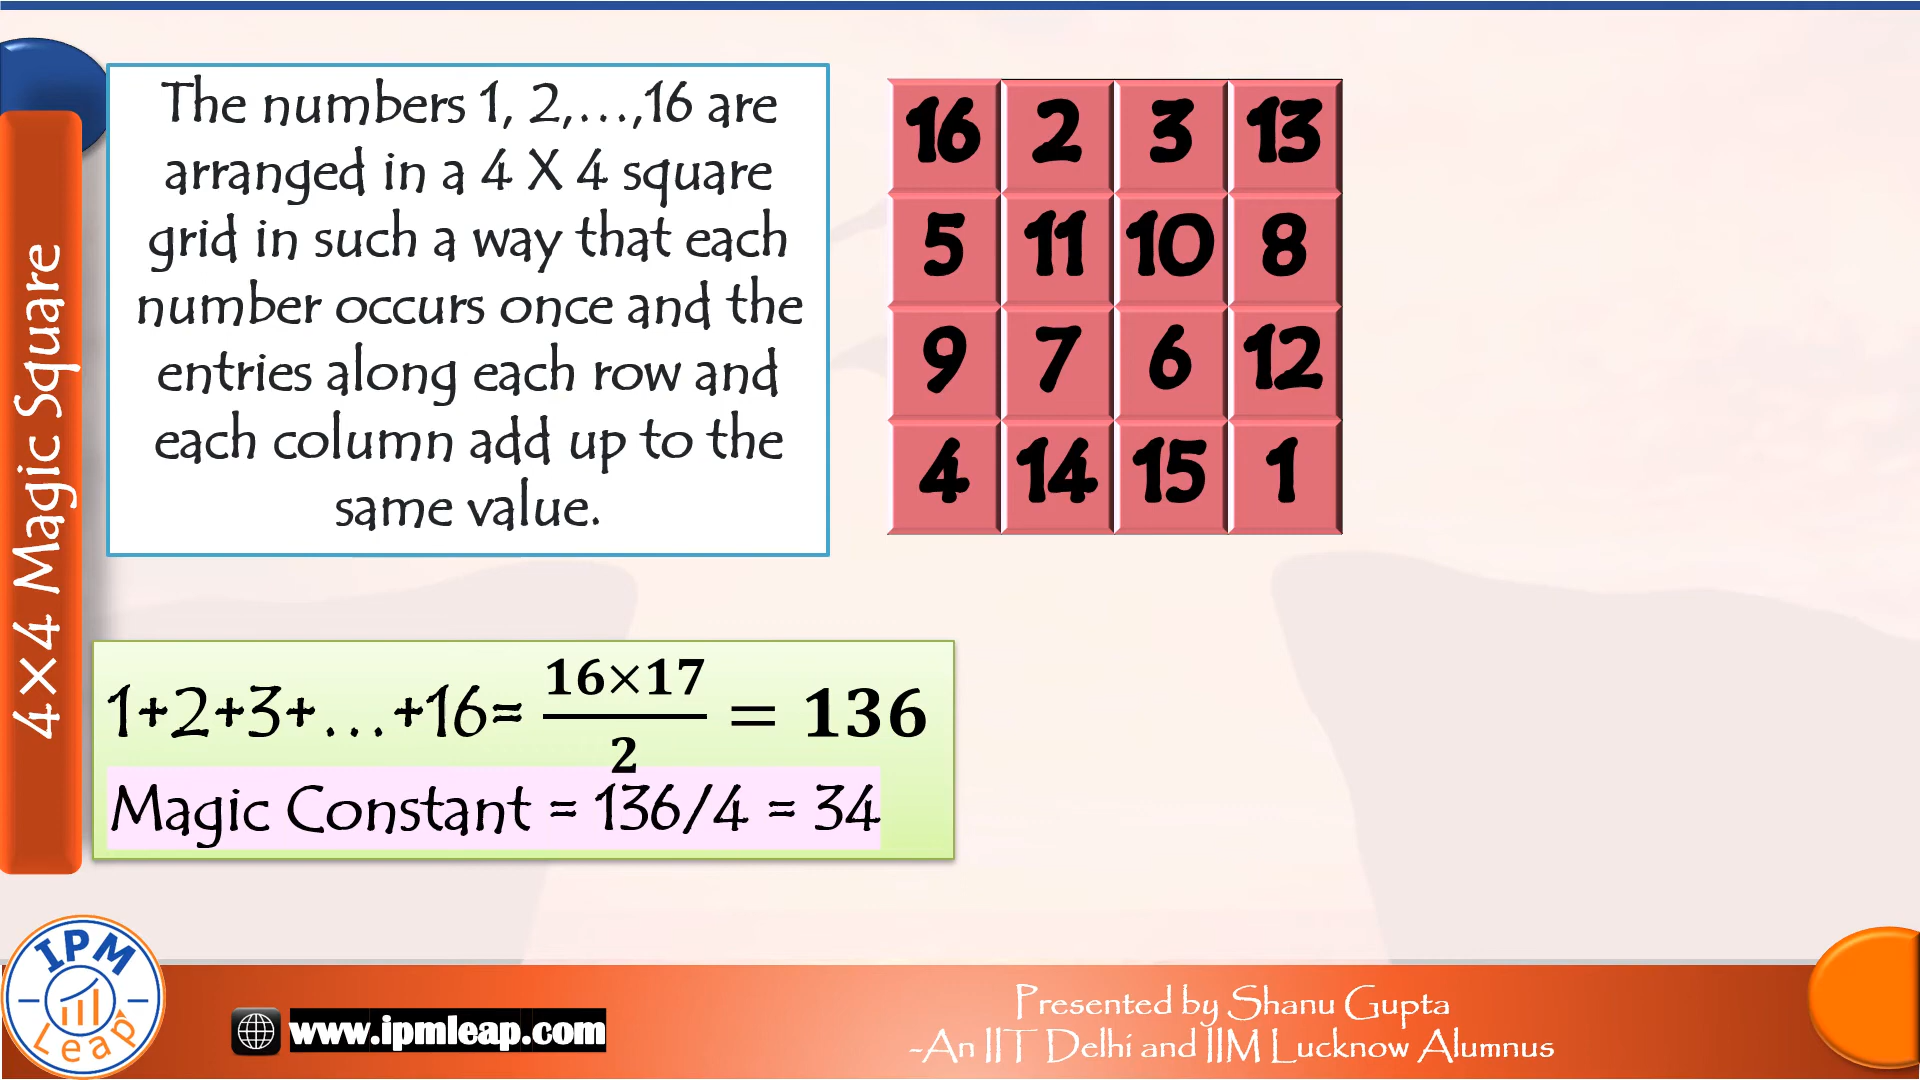 4×4 Magic Square
The numbers 1, 2,…,16 are
arranged in a 4 X 4 square
grid in such a way that each
number occurs once and the
entries along each row and
each column add up to the
same value.
16 2 3 13
5 11 10 8
9 7 6 12
4 14 15 1
1+2+3+…+16= 16×17/2 = 136
Magic Constant = 136/4 = 34
IPM
Leap
www.ipmleap.com
Presented by Shanu Gupta
-An IIT Delhi and IIM Lucknow Alumnus